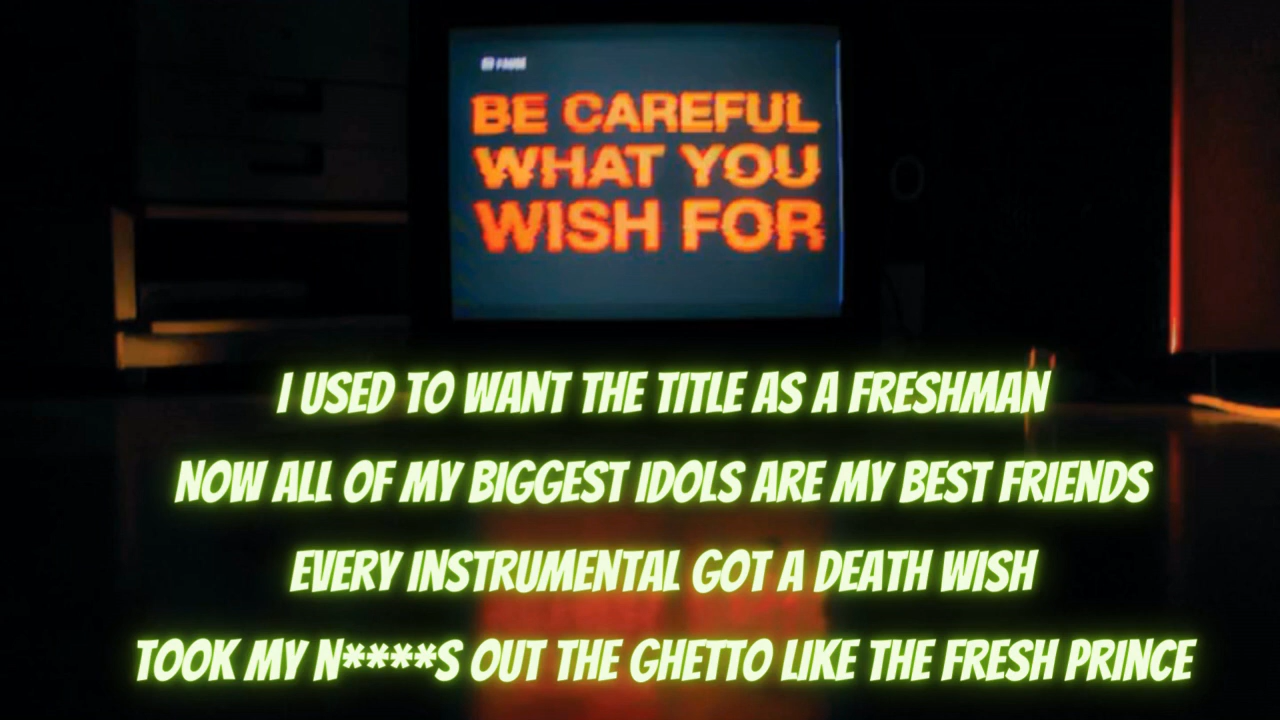 BE CAREFUL
WHAT YOU
WISH FOR
I USED TO WANT THE TITLE AS A FRESHMAN
NOW ALL OF MY BIGGEST IDOLS ARE MY BEST FRIENDS
EVERY INSTRUMENTAL GOT A DEATH WISH
TOOK MY N****S OUT THE GHETTO LIKE THE FRESH PRINCE